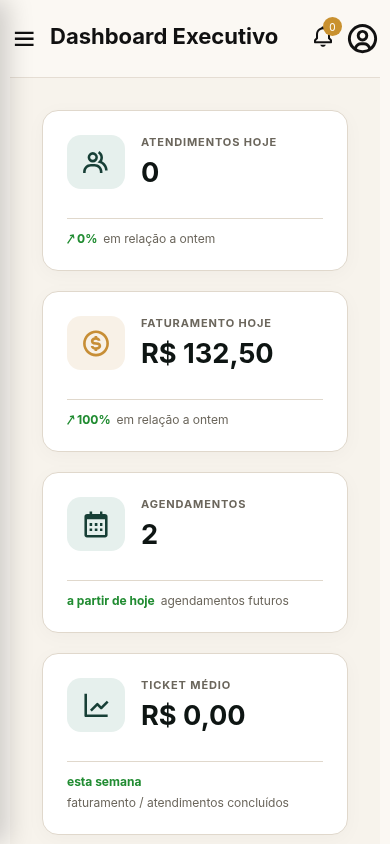 Dashboard Executivo
0
ATENDIMENTOS HOJE
0
↗ 0% em relação a ontem
FATURAMENTO HOJE
R$ 132,50
↗ 100% em relação a ontem
AGENDAMENTOS
2
a partir de hoje agendamentos futuros
TICKET MÉDIO
R$ 0,00
esta semana
faturamento / atendimentos concluídos